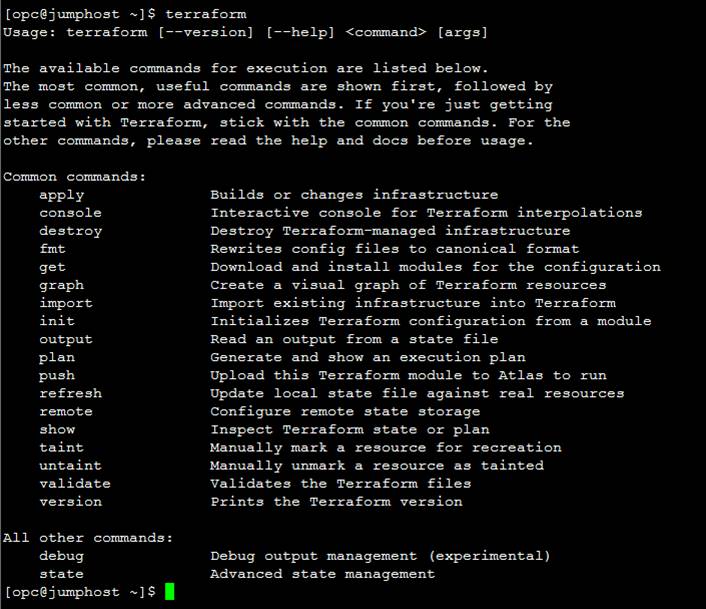 [opc@jumphost ~]$ terraform
Usage: terraform [--version] [--help] <command> [args]

The available commands for execution are listed below.
The most common, useful commands are shown first, followed by
less common or more advanced commands. If you're just getting
started with Terraform, stick with the common commands. For the
other commands, please read the help and docs before usage.

Common commands:
    apply              Builds or changes infrastructure
    console            Interactive console for Terraform interpolations
    destroy            Destroy Terraform-managed infrastructure
    fmt                Rewrites config files to canonical format
    get                Download and install modules for the configuration
    graph              Create a visual graph of Terraform resources
    import             Import existing infrastructure into Terraform
    init               Initializes Terraform configuration from a module
    output             Read an output from a state file
    plan               Generate and show an execution plan
    push               Upload this Terraform module to Atlas to run
    refresh            Update local state file against real resources
    remote             Configure remote state storage
    show               Inspect Terraform state or plan
    taint              Manually mark a resource for recreation
    untaint            Manually unmark a resource as tainted
    validate           Validates the Terraform files
    version            Prints the Terraform version

All other commands:
    debug              Debug output management (experimental)
    state              Advanced state management
[opc@jumphost ~]$